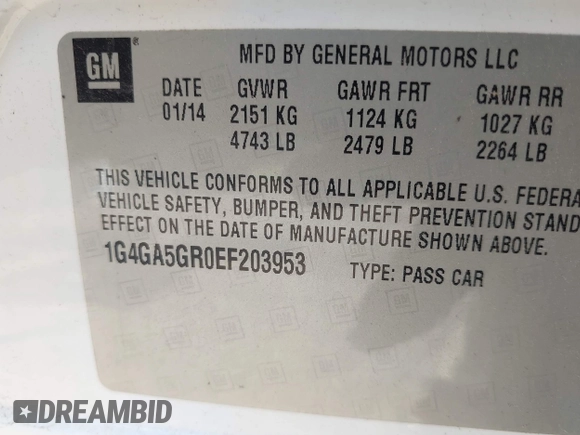 GM ®
MFD BY GENERAL MOTORS LLC
DATE GVWR GAWR FRT GAWR RR
01/14 2151 KG 1124 KG 1027 KG
4743 LB 2479 LB 2264 LB
THIS VEHICLE CONFORMS TO ALL APPLICABLE U.S. FEDERA
VEHICLE SAFETY, BUMPER, AND THEFT PREVENTION STAND
EFFECT ON THE DATE OF MANUFACTURE SHOWN ABOVE.
1G4GA5GR0EF203953 TYPE: PASS CAR
DREAMBID